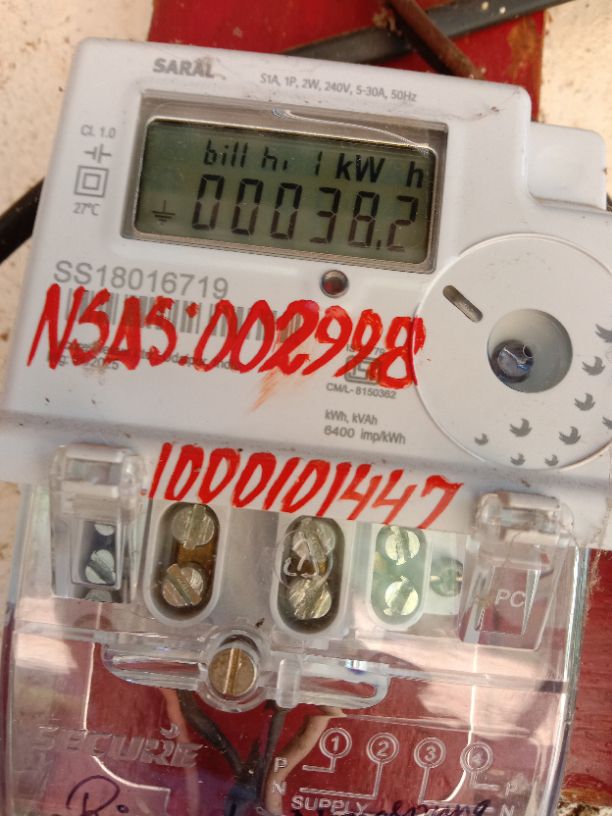 SARAL
S1A, 1P, 2W, 240V, 5-30A, 50Hz
Cl. 1.0
27°C
bill hi 1 kW h
00038.2
SS18016719
NSAS:002998
CM/L- 8150362
kWh, kVAh
6400 imp/kWh
1000101447
PC
SECURE
1 2 3 4
P N P N
SUPPLY